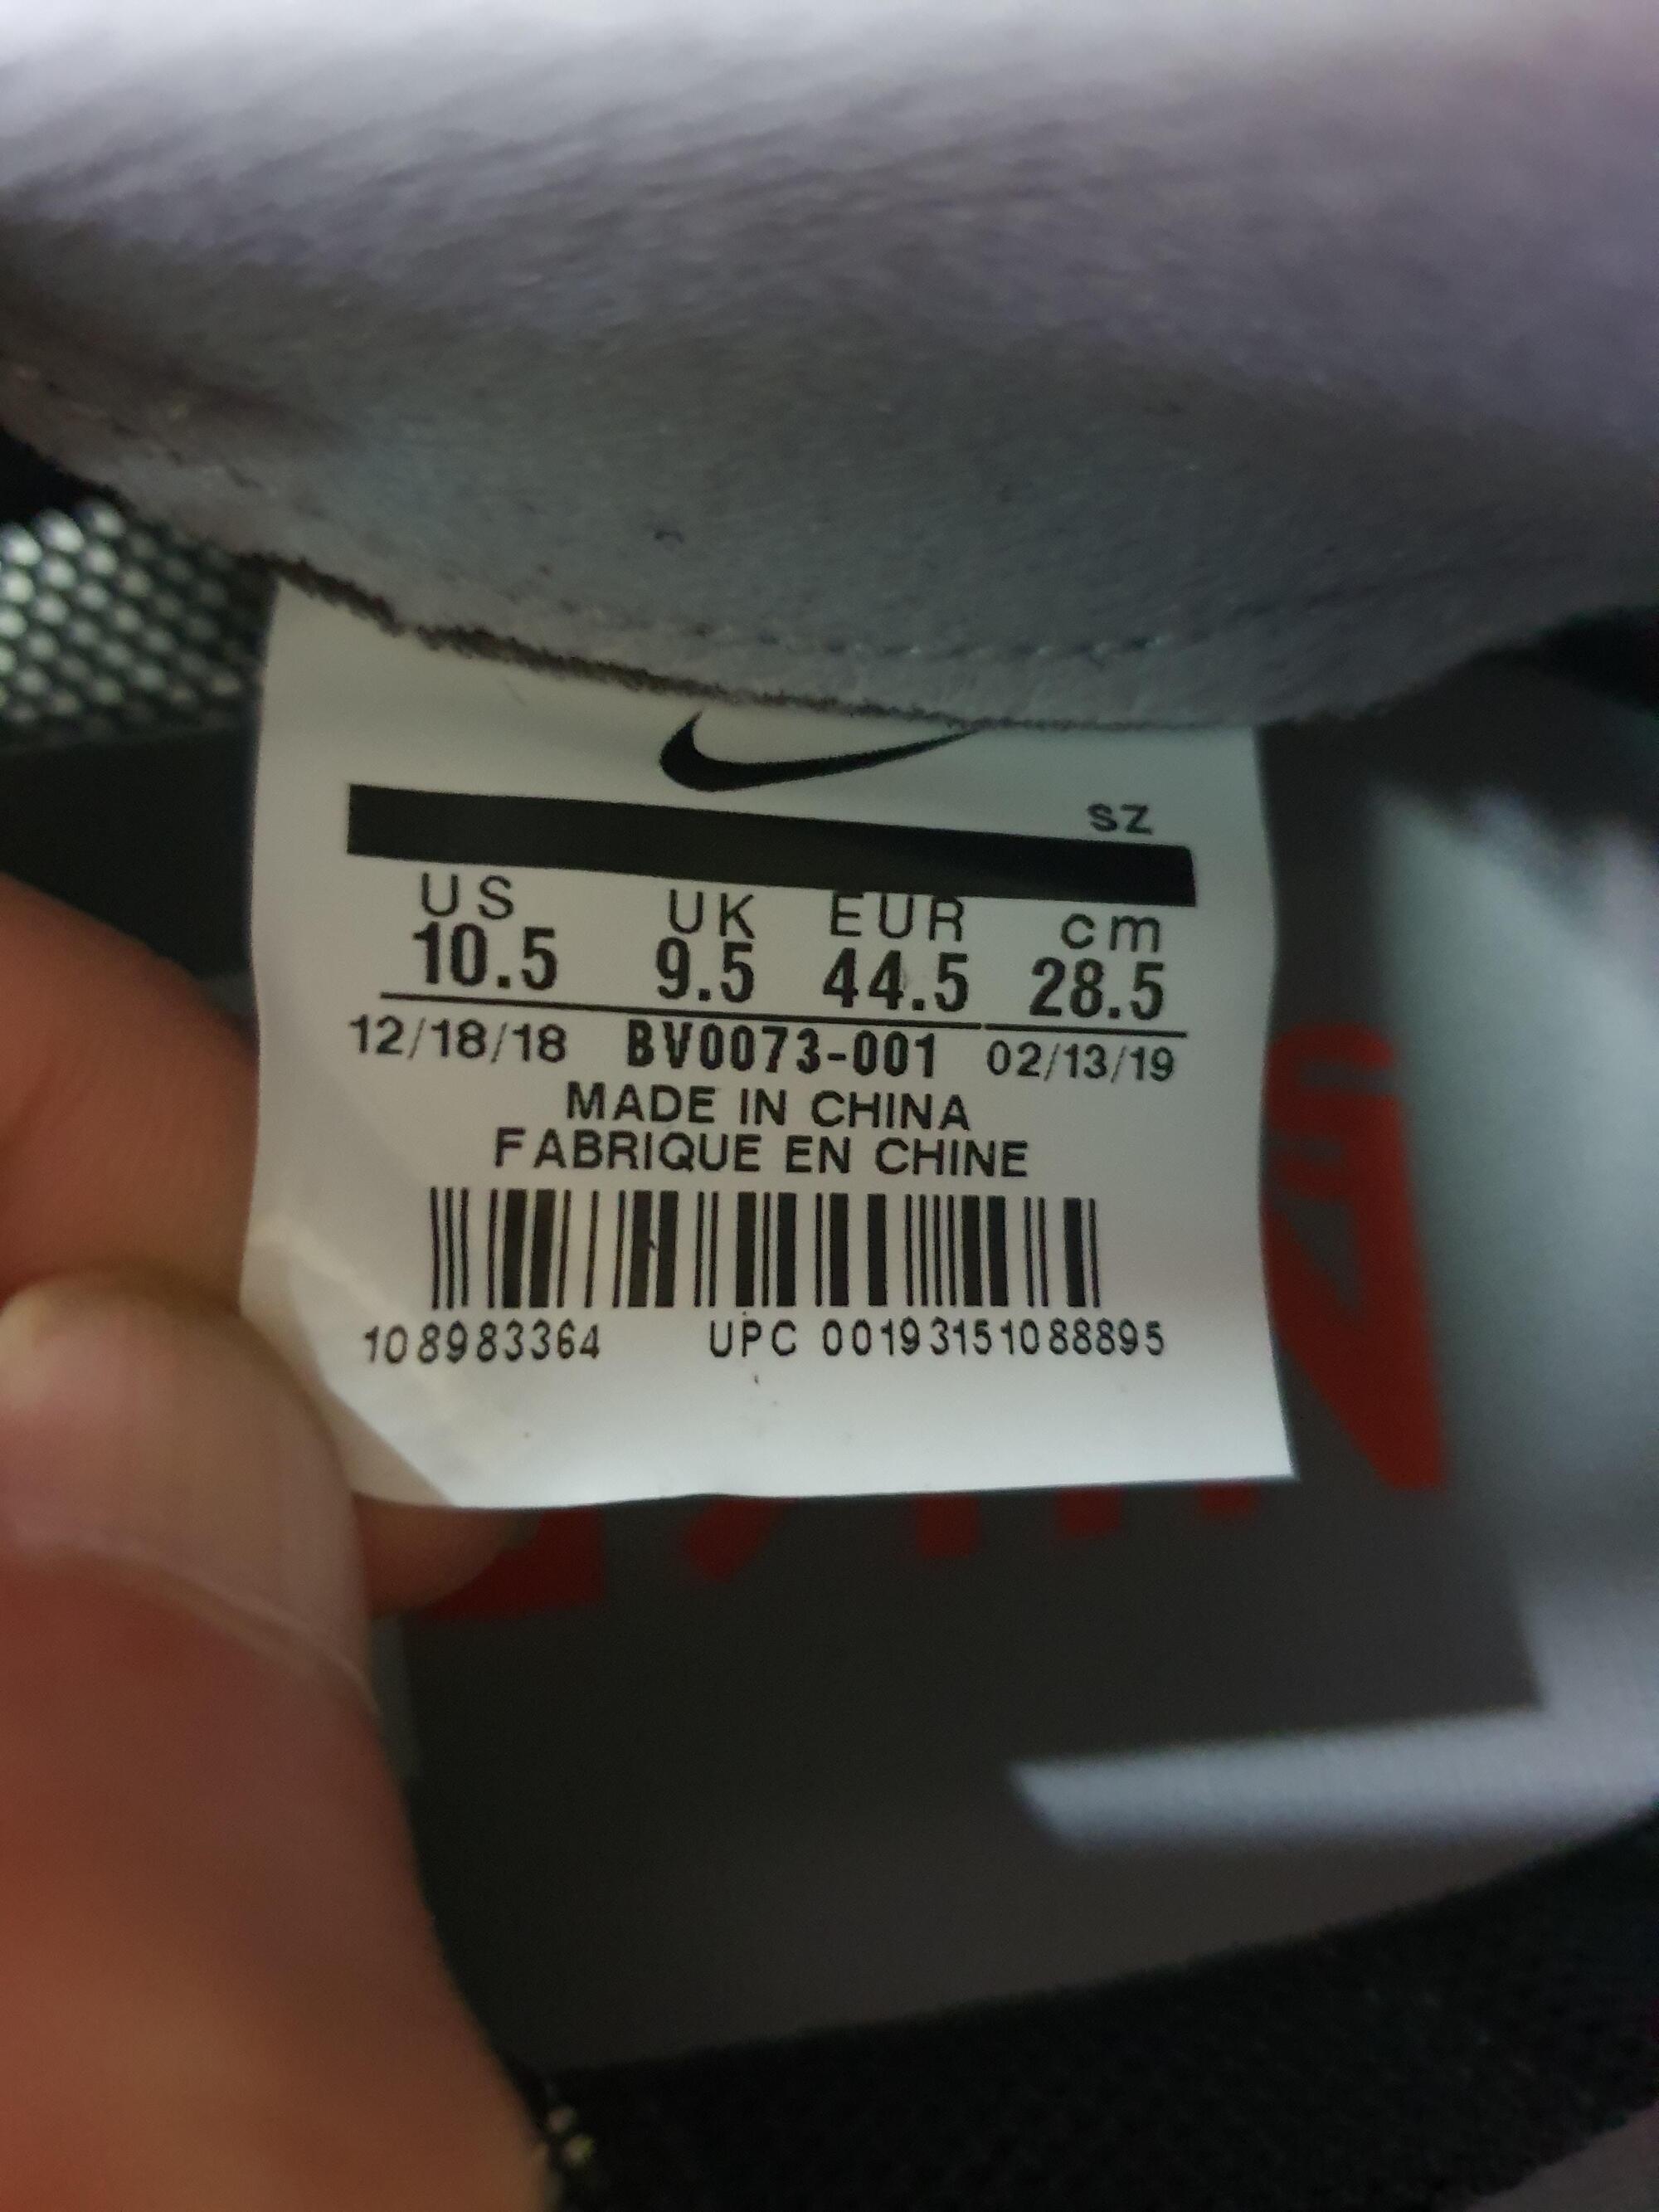 SZ
US UK EUR cm
10.5 9.5 44.5 28.5
12/18/18 BV0073-001 02/13/19
MADE IN CHINA
FABRIQUE EN CHINE
108983364 UPC 00193151088895